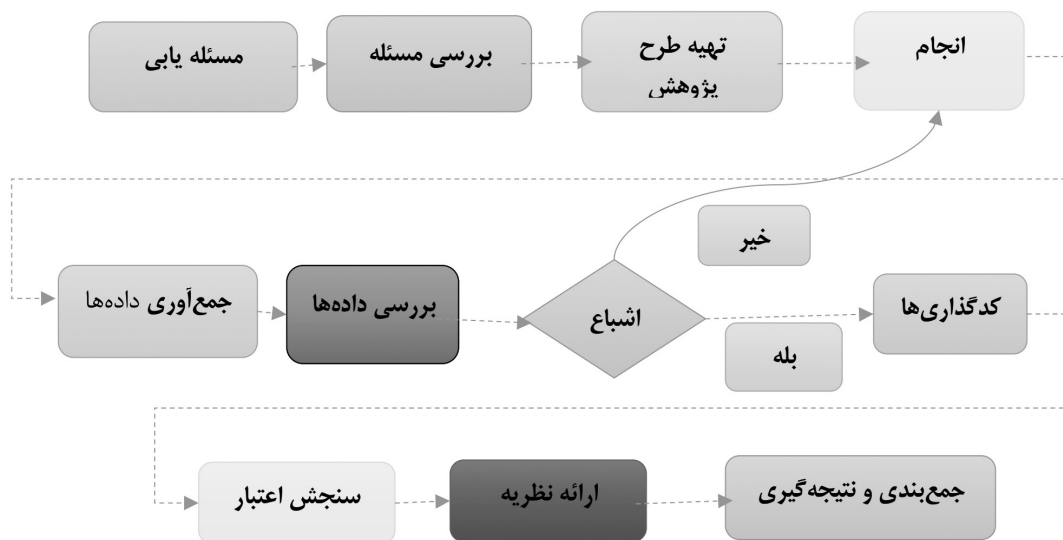 مسئله یابی
بررسی مسئله
تهیه طرح
پژوهش
انجام
خیر
جمع‌آوری داده‌ها
بررسی داده‌ها
اشباع
بله
کدگذاری‌ها
سنجش اعتبار
ارائه نظریه
جمع‌بندی و نتیجه‌گیری